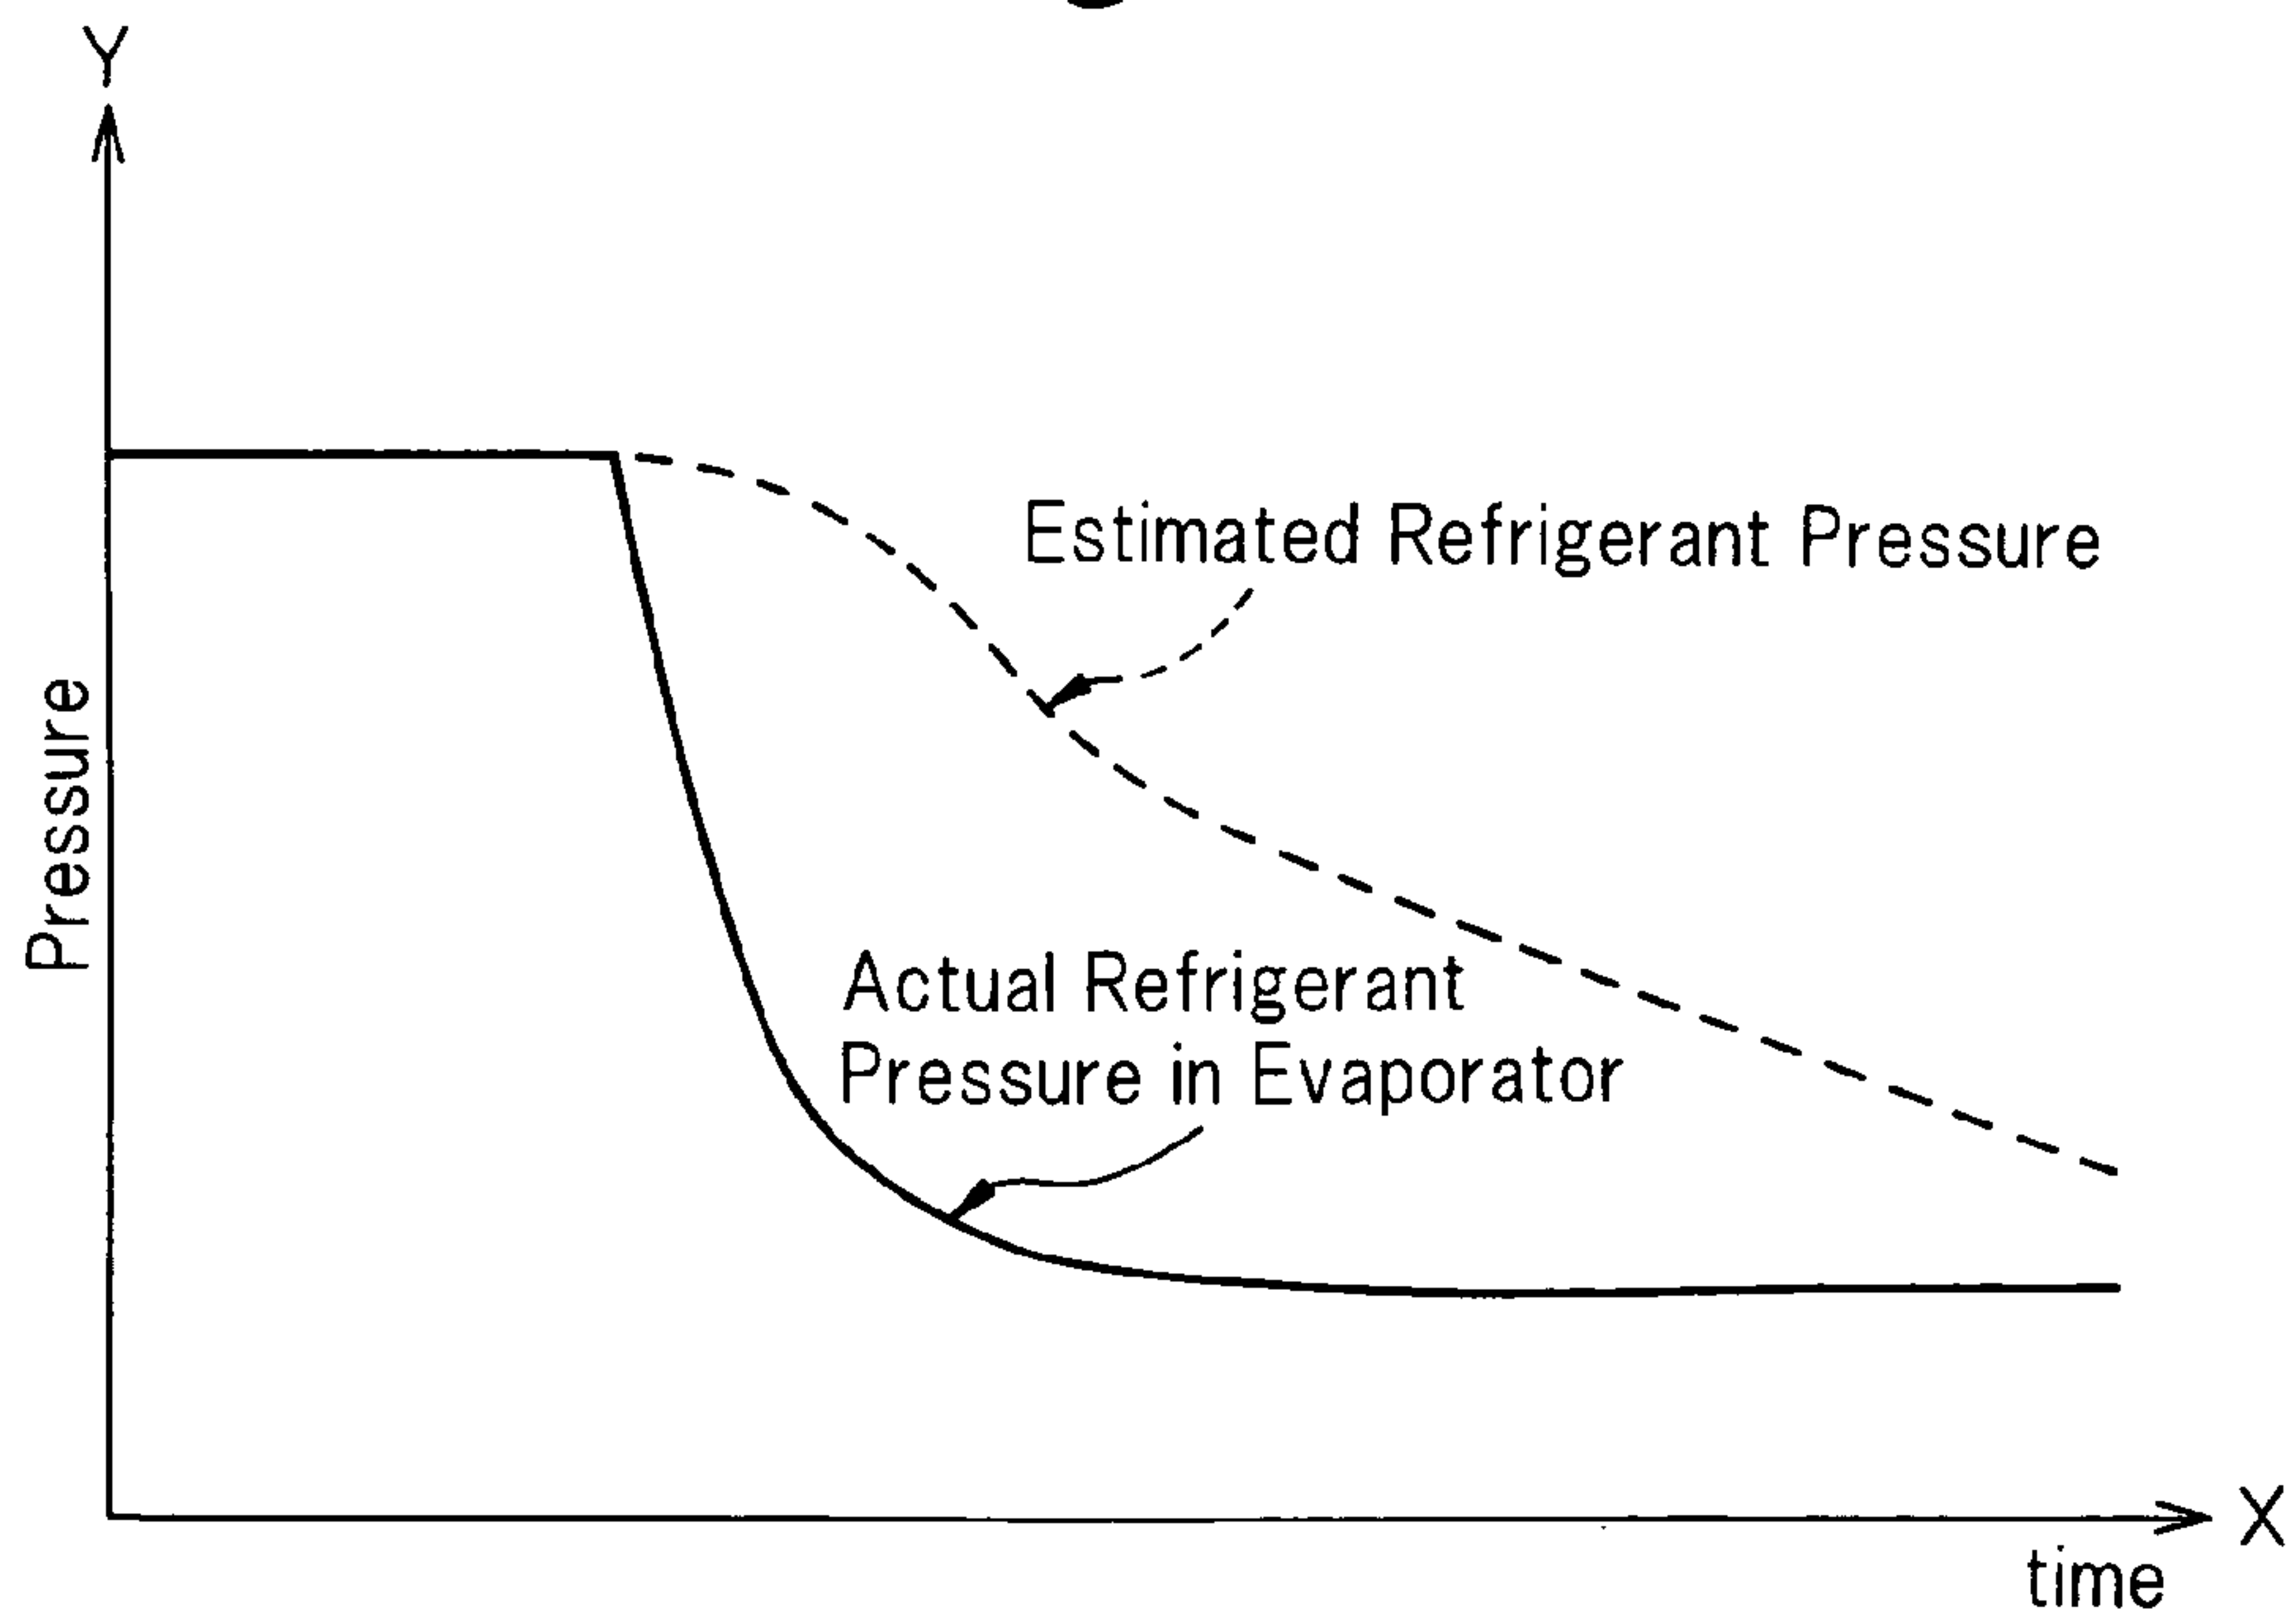 Y
Pressure
Estimated Refrigerant Pressure
Actual Refrigerant
Pressure in Evaporator
X
time